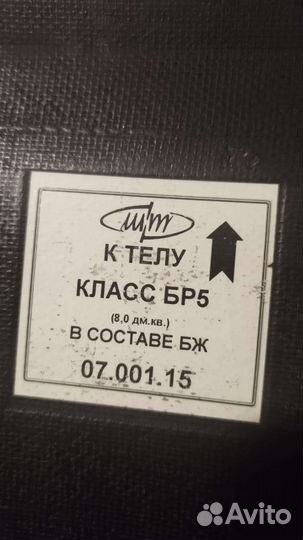 К ТЕЛУ
КЛАСС БР5
(8,0 дм.кв.)
В СОСТАВЕ БЖ
07.001.15
Avito